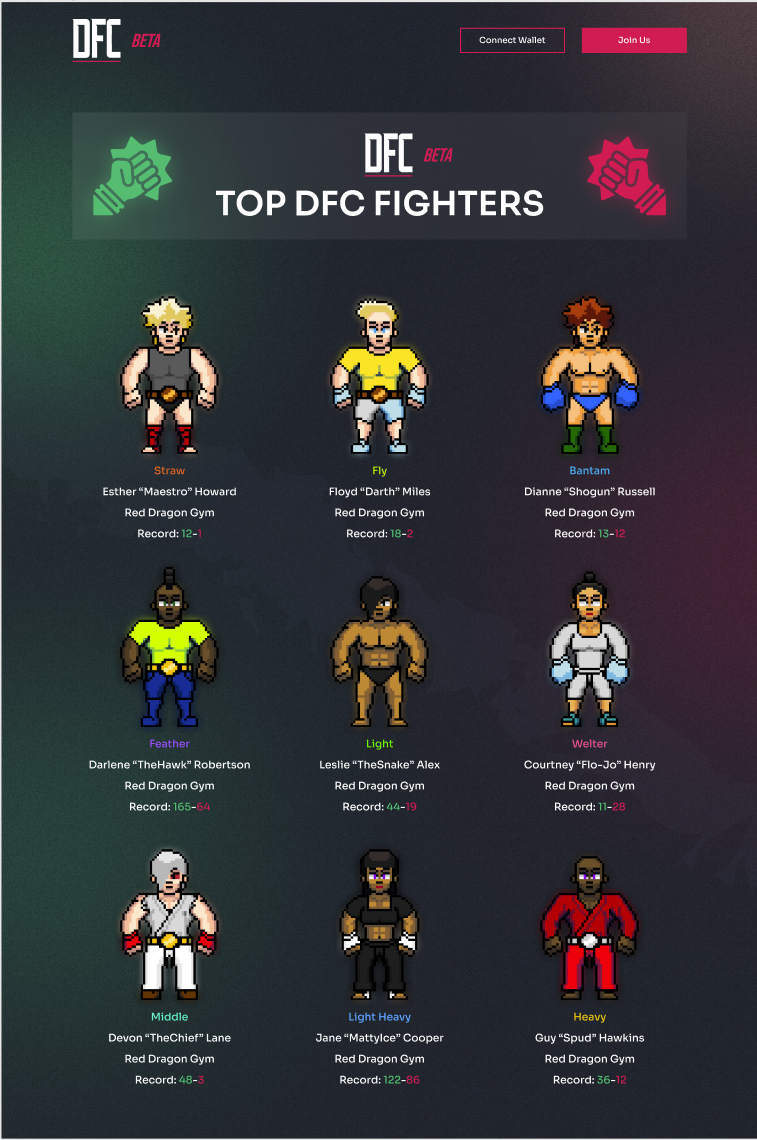 DFC BETA
Connect Wallet
Join Us
DFC BETA
TOP DFC FIGHTERS
Straw
Esther “Maestro” Howard
Red Dragon Gym
Record: 12-1
Fly
Floyd “Darth” Miles
Red Dragon Gym
Record: 18-2
Bantam
Dianne “Shogun” Russell
Red Dragon Gym
Record: 13-12
Feather
Darlene “TheHawk” Robertson
Red Dragon Gym
Record: 165-64
Light
Leslie “TheSnake” Alex
Red Dragon Gym
Record: 44-19
Welter
Courtney “Flo-Jo” Henry
Red Dragon Gym
Record: 11-28
Middle
Devon “TheChief” Lane
Red Dragon Gym
Record: 48-3
Light Heavy
Jane “MattyIce” Cooper
Red Dragon Gym
Record: 122-86
Heavy
Guy “Spud” Hawkins
Red Dragon Gym
Record: 36-12